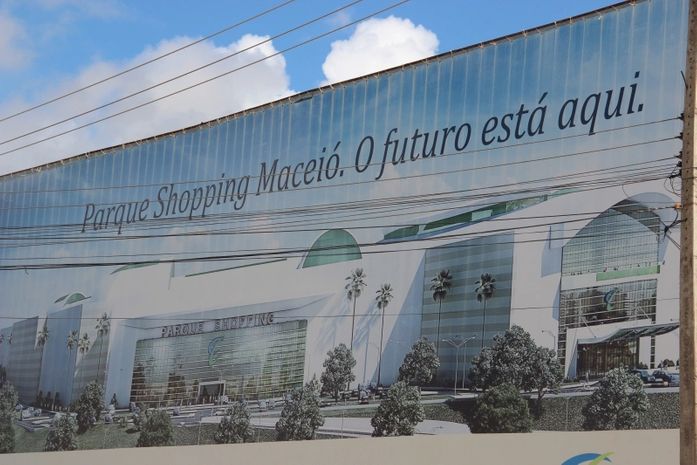 Parque Shopping Maceió. O futuro está aqui.
PARQUE SHOPPING